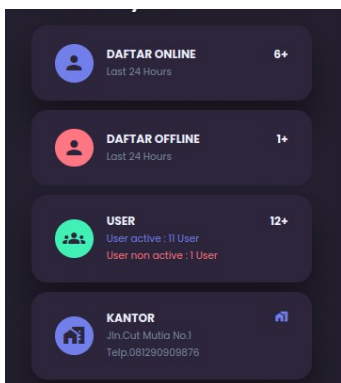 DAFTAR ONLINE 6+
Last 24 Hours
DAFTAR OFFLINE 1+
Last 24 Hours
USER 12+
User active : 11 User
User non active : 1 User
KANTOR
Jln.Cut Mutia No.1
Telp.081290909876